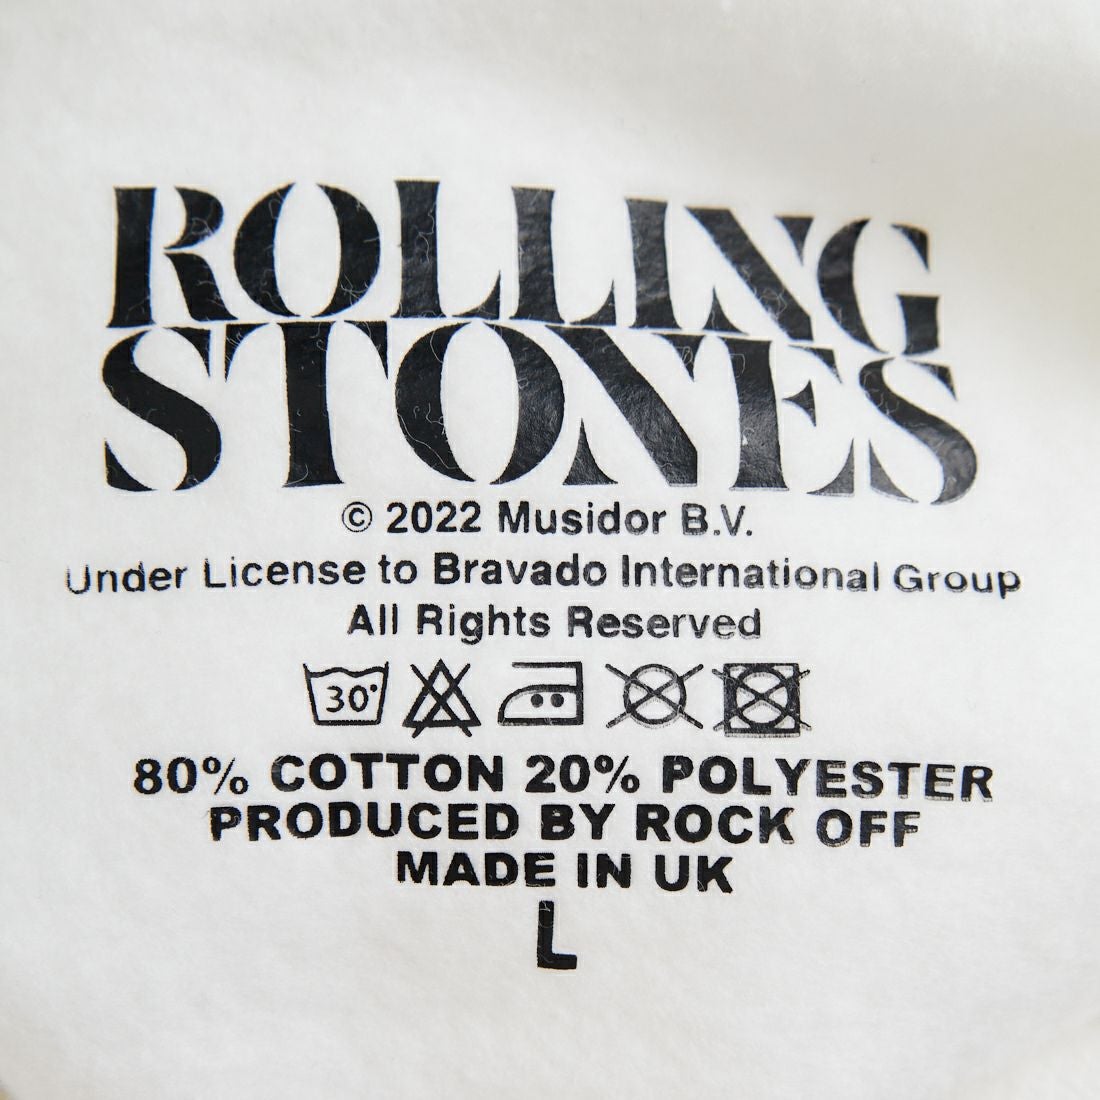 ROLLING
STONES
© 2022 Musidor B.V.
Under License to Bravado International Group
All Rights Reserved
30°
80% COTTON 20% POLYESTER
PRODUCED BY ROCK OFF
MADE IN UK
L